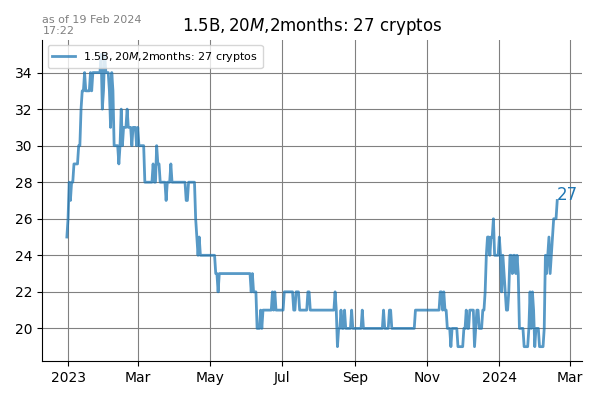 as of 19 Feb 2024
17:22
1.5B, 20M,2months: 27 cryptos
1.5B, 20M,2months: 27 cryptos
34
32
30
28
26
24
22
20
27
2023
Mar
May
Jul
Sep
Nov
2024
Mar